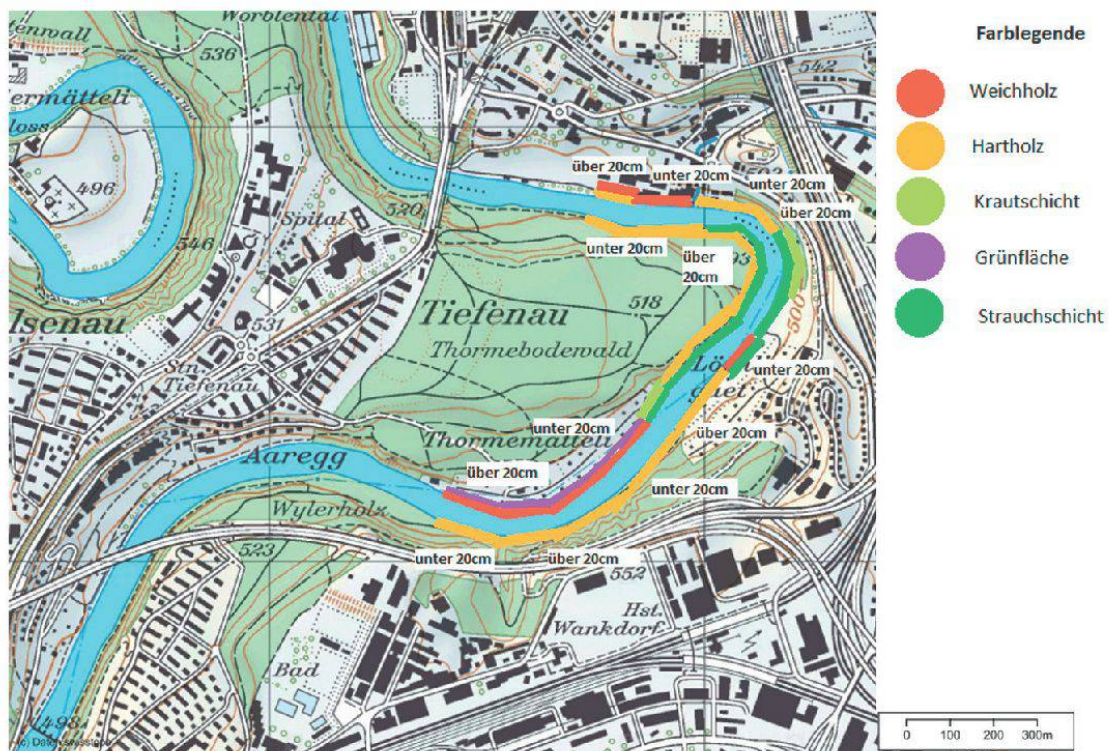 Worblental
536
542
ermätteli
loss
496
546
Spital
520
lsenau
531
Stn.
Tiefenau
Tiefenau
518
Thormebodewald
500
Thormemätteli
Aaregg
Wylerholz
523
552
Hst.
Wankdorf
Bad
über 20cm
unter 20cm
unter 20cm
über 20cm
unter 20cm
über
20cm
unter 20cm
unter 20cm
über 20cm
über 20cm
unter 20cm
unter 20cm
über 20cm
Farblegende
Weichholz
Hartholz
Krautschicht
Grünfläche
Strauchschicht
0 100 200 300m